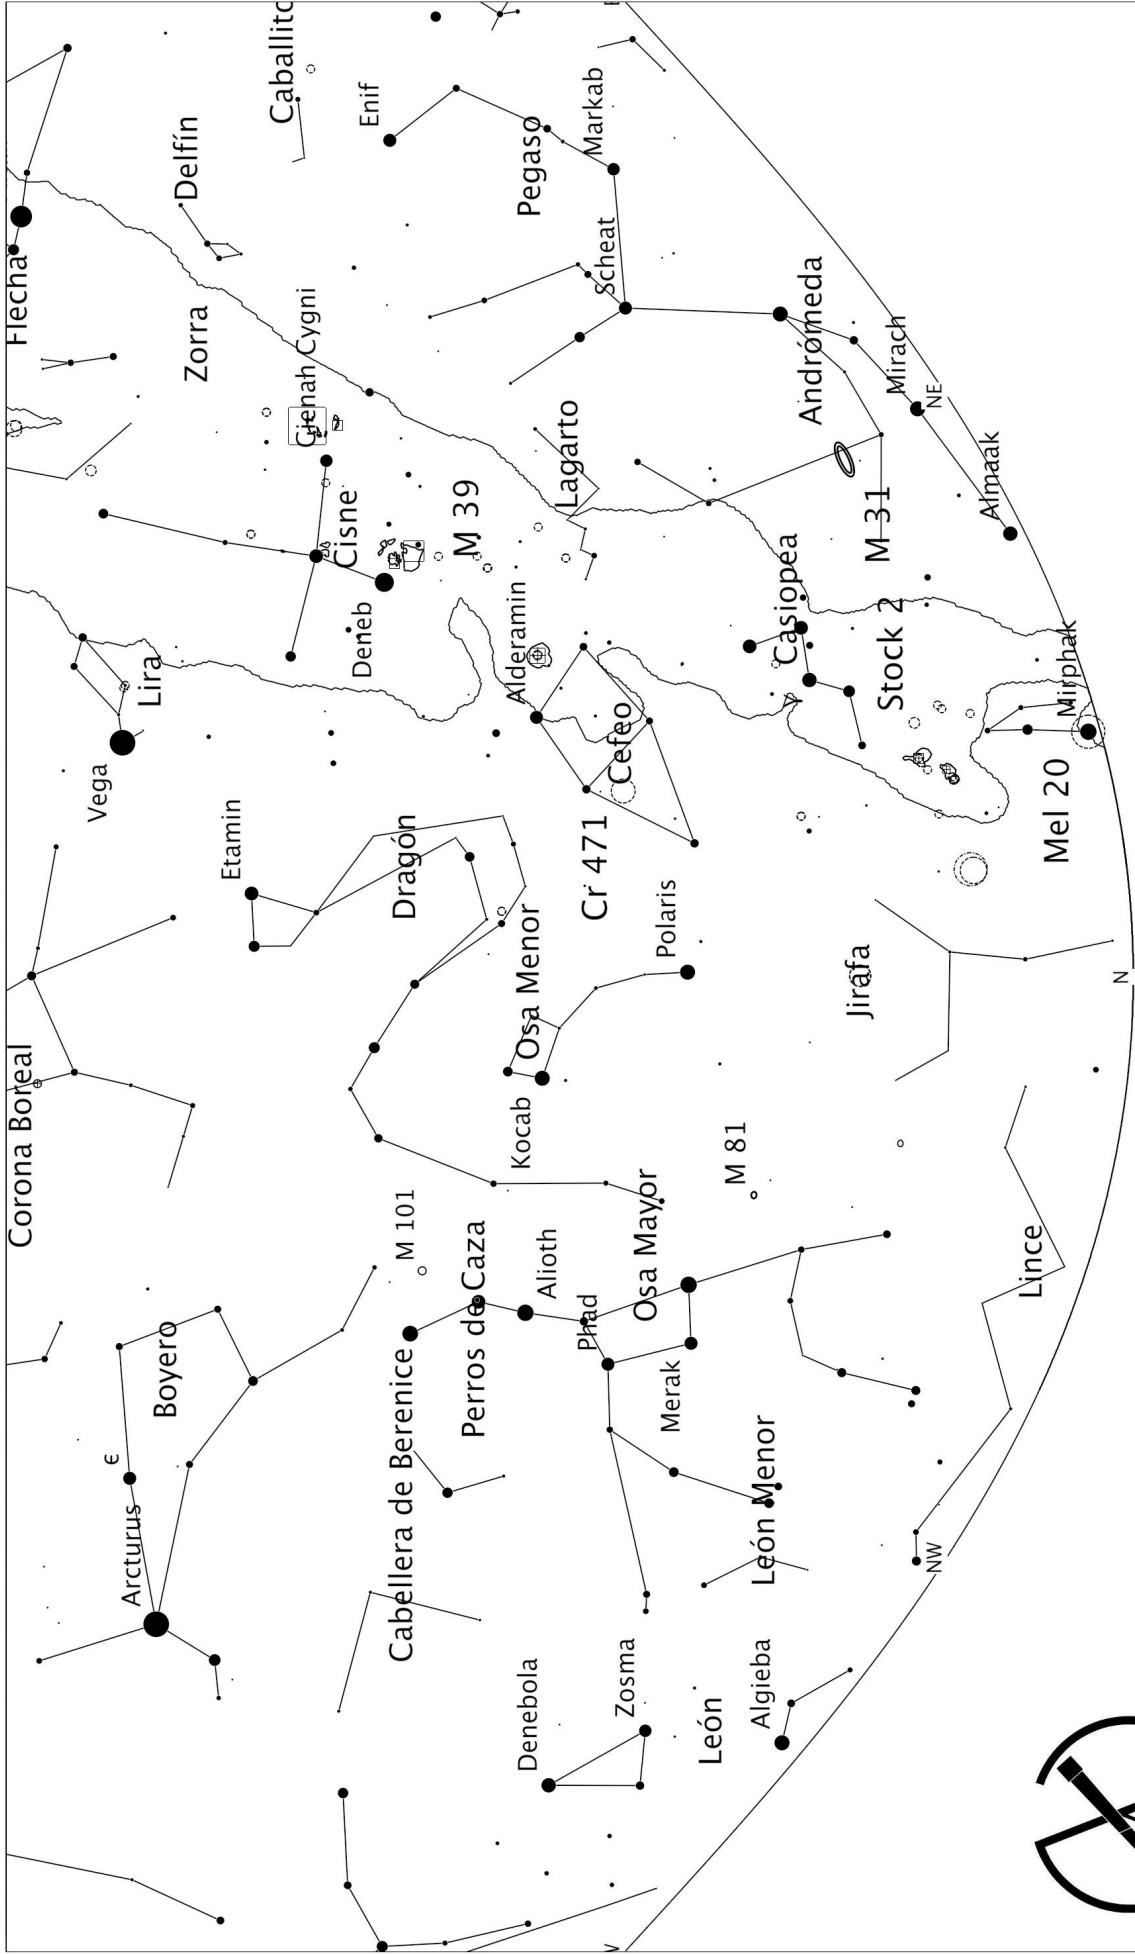 Caballito
Enif
Delfín
Pegaso
Markab
Scheat
Flecha
Zorra
Gienah Cygni
Andrómeda
Mirach
NE
Almaak
Lagarto
M 31
M 39
Cisne
Deneb
Alderamin
Casiopea
Stock 2
Mirphak
Lira
Vega
Cefeo
Mel 20
Cr 471
Etamin
Dragón
Polaris
Osa Menor
Jirafa
N
Corona Boreal
Kocab
M 81
M 101
Osa Mayor
Alioth
Perros de Caza
Phad
Merak
Lince
Boyero
Cabellera de Berenice
León Menor
ϵ
Arcturus
NW
Denebola
Zosma
León
Algieba
W